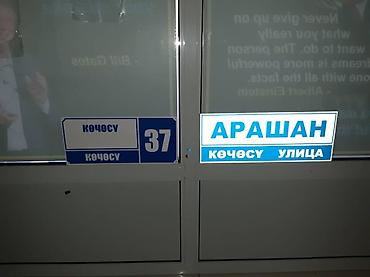 Never give up on
what you really
want to do. The person
dreams is more powerful
one with all the facts.
- Albert Einstein
- Bill Gates
көчөсү
көчөсү
37
АРАШАН
көчөсү улица